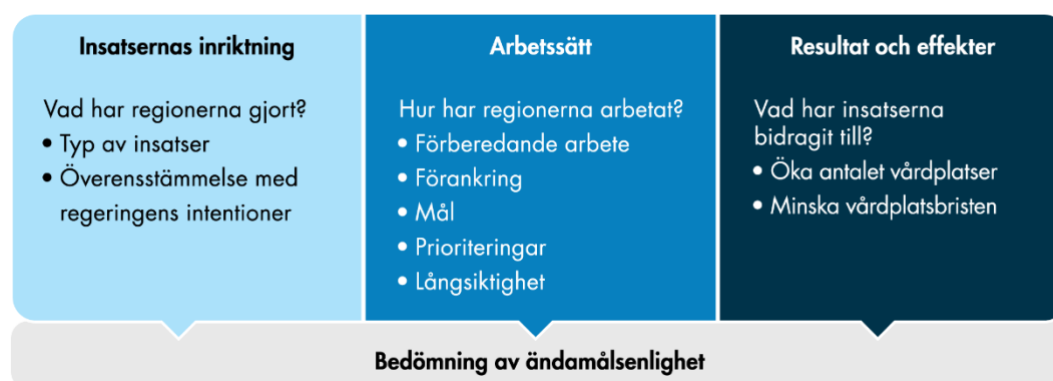 Insatsernas inriktning
Vad har regionerna gjort?
• Typ av insatser
• Överensstämmelse med
regeringens intentioner
Arbetssätt
Hur har regionerna arbetat?
• Förberedande arbete
• Förankring
• Mål
• Prioriteringar
• Långsiktighet
Resultat och effekter
Vad har insatserna
bidragit till?
• Öka antalet vårdplatser
• Minska vårdplatsbristen
Bedömning av ändamålsenlighet